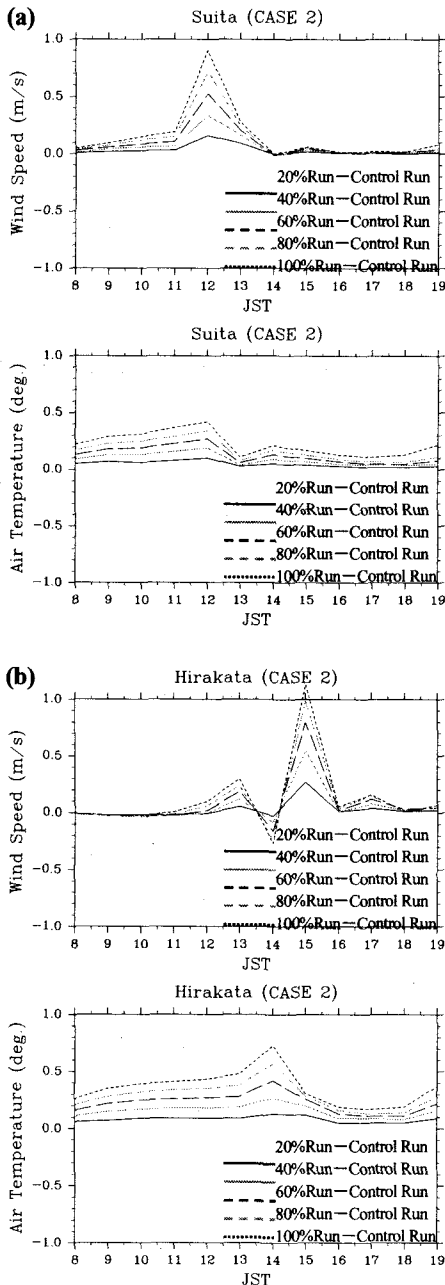 (a)
Suita (CASE 2)
Wind Speed (m/s)
1.0
0.5
0.0
−0.5
−1.0
20%Run−Control Run
40%Run−Control Run
60%Run−Control Run
80%Run−Control Run
100%Run−Control Run
8 9 10 11 12 13 14 15 16 17 18 19
JST
Suita (CASE 2)
Air Temperature (deg.)
1.0
0.5
0.0
−0.5
−1.0
20%Run−Control Run
40%Run−Control Run
60%Run−Control Run
80%Run−Control Run
100%Run−Control Run
8 9 10 11 12 13 14 15 16 17 18 19
JST
(b)
Hirakata (CASE 2)
Wind Speed (m/s)
1.0
0.5
0.0
−0.5
−1.0
20%Run−Control Run
40%Run−Control Run
60%Run−Control Run
80%Run−Control Run
100%Run−Control Run
8 9 10 11 12 13 14 15 16 17 18 19
JST
Hirakata (CASE 2)
Air Temperature (deg.)
1.0
0.5
0.0
−0.5
−1.0
20%Run−Control Run
40%Run−Control Run
60%Run−Control Run
80%Run−Control Run
100%Run−Control Run
8 9 10 11 12 13 14 15 16 17 18 19
JST